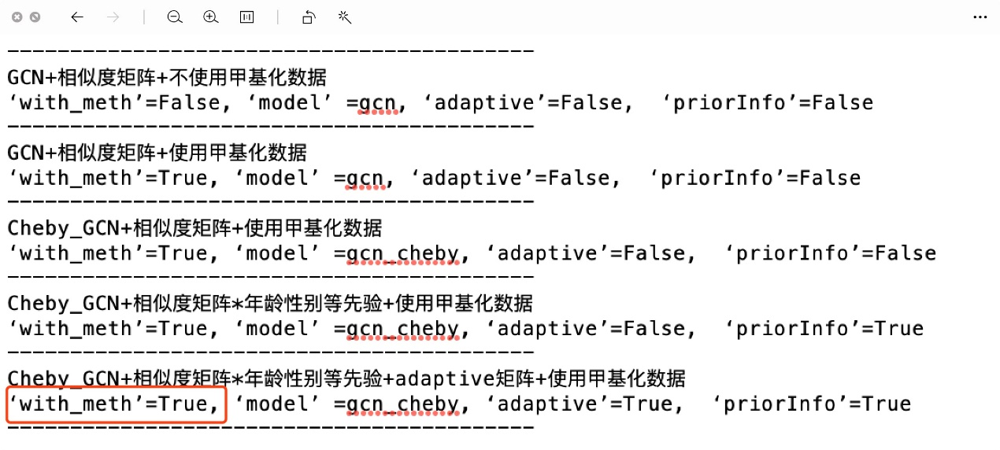 -------------------------------------------
GCN+相似度矩阵+不使用甲基化数据
‘with_meth’=False, ‘model’ =gcn, ‘adaptive’=False,  ‘priorInfo’=False
-------------------------------------------
GCN+相似度矩阵+使用甲基化数据
‘with_meth’=True, ‘model’ =gcn, ‘adaptive’=False,  ‘priorInfo’=False
-------------------------------------------
Cheby_GCN+相似度矩阵+使用甲基化数据
‘with_meth’=True, ‘model’ =gcn_cheby, ‘adaptive’=False,  ‘priorInfo’=False
-------------------------------------------
Cheby_GCN+相似度矩阵*年龄性别等先验+使用甲基化数据
‘with_meth’=True, ‘model’ =gcn_cheby, ‘adaptive’=False,  ‘priorInfo’=True
-------------------------------------------
Cheby_GCN+相似度矩阵*年龄性别等先验+adaptive矩阵+使用甲基化数据
‘with_meth’=True, ‘model’ =gcn_cheby, ‘adaptive’=True,  ‘priorInfo’=True
-------------------------------------------